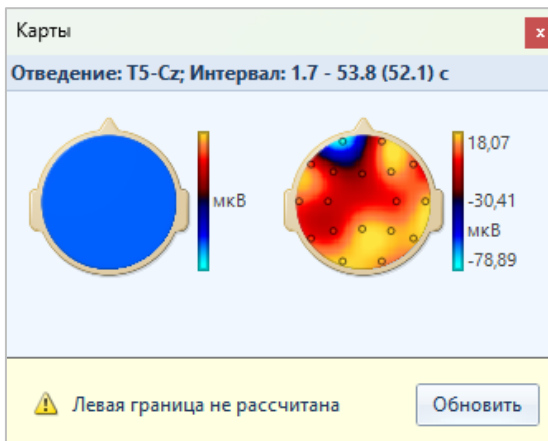 Карты
x
Отведение: T5-Cz; Интервал: 1.7 - 53.8 (52.1) с
мкВ
18,07
-30,41
мкВ
-78,89
Левая граница не рассчитана
Обновить